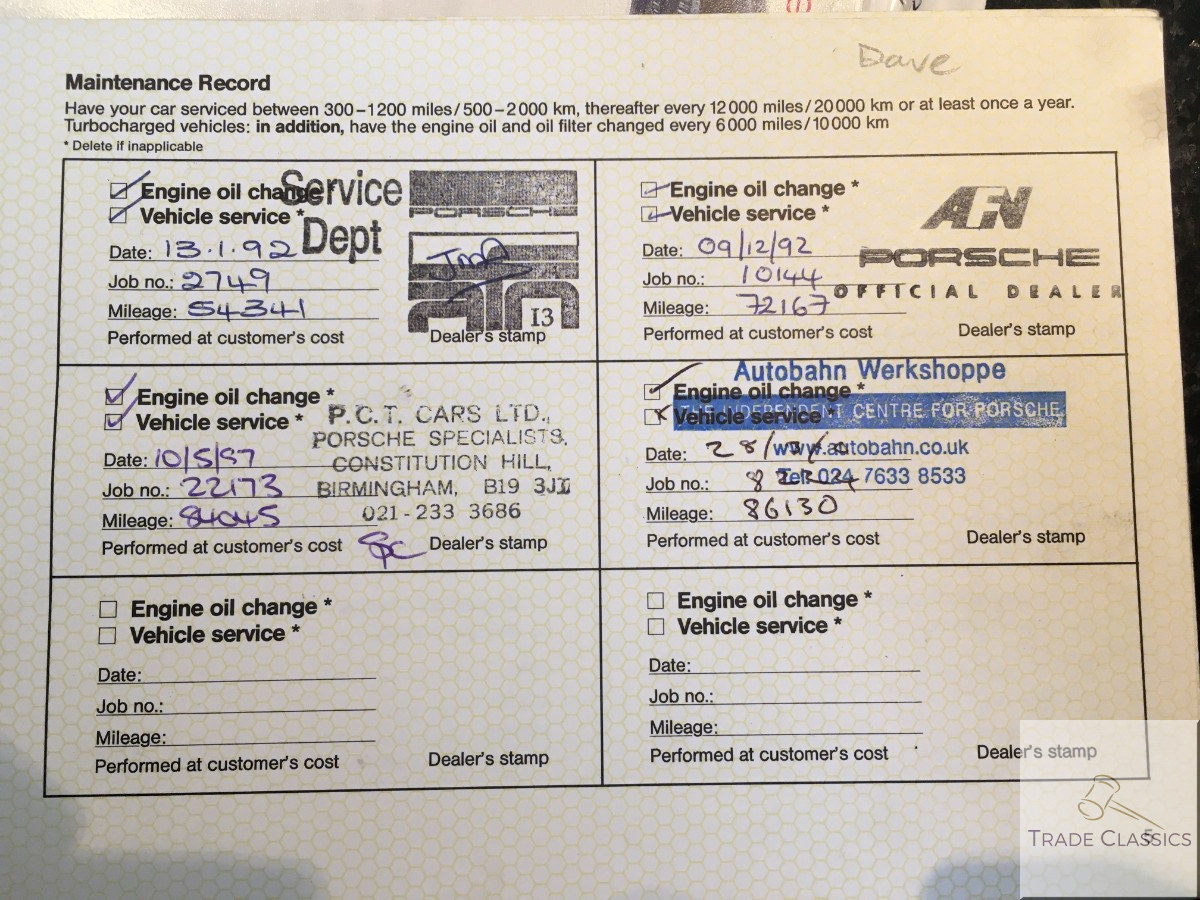 Dave
Maintenance Record
Have your car serviced between 300–1200 miles/500–2000 km, thereafter every 12000 miles/20000 km or at least once a year.
Turbocharged vehicles: in addition, have the engine oil and oil filter changed every 6000 miles/10000 km
* Delete if inapplicable
Engine oil change *
Vehicle service *
Service
Dept
PORSCHE
Date: 13.1.92
Job no.: 2749
Mileage: 54341
13
Performed at customer's cost
Dealer's stamp
Engine oil change *
Vehicle service *
AFN
PORSCHE
OFFICIAL DEALER
Date: 09/12/92
Job no.: 10144
Mileage: 72167
Performed at customer's cost
Dealer's stamp
Engine oil change *
Vehicle service *
P.C.T. CARS LTD.,
PORSCHE SPECIALISTS,
CONSTITUTION HILL,
BIRMINGHAM, B19
021-233 3686
Date: 10/5/97
Job no.: 22173
Mileage: 84045
Performed at customer's cost
Dealer's stamp
Autobahn Werkshoppe
Engine oil change *
Vehicle service *
THE INDEPENDENT CENTRE FOR PORSCHE
www.autobahn.co.uk
Tel: 024 7633 8533
Date: 28/
Job no.:
Mileage: 86130
Performed at customer's cost
Dealer's stamp
Engine oil change *
Vehicle service *
Date:
Job no.:
Mileage:
Performed at customer's cost
Dealer's stamp
Engine oil change *
Vehicle service *
Date:
Job no.:
Mileage:
Performed at customer's cost
Dealer's stamp
5
TRADE CLASSICS